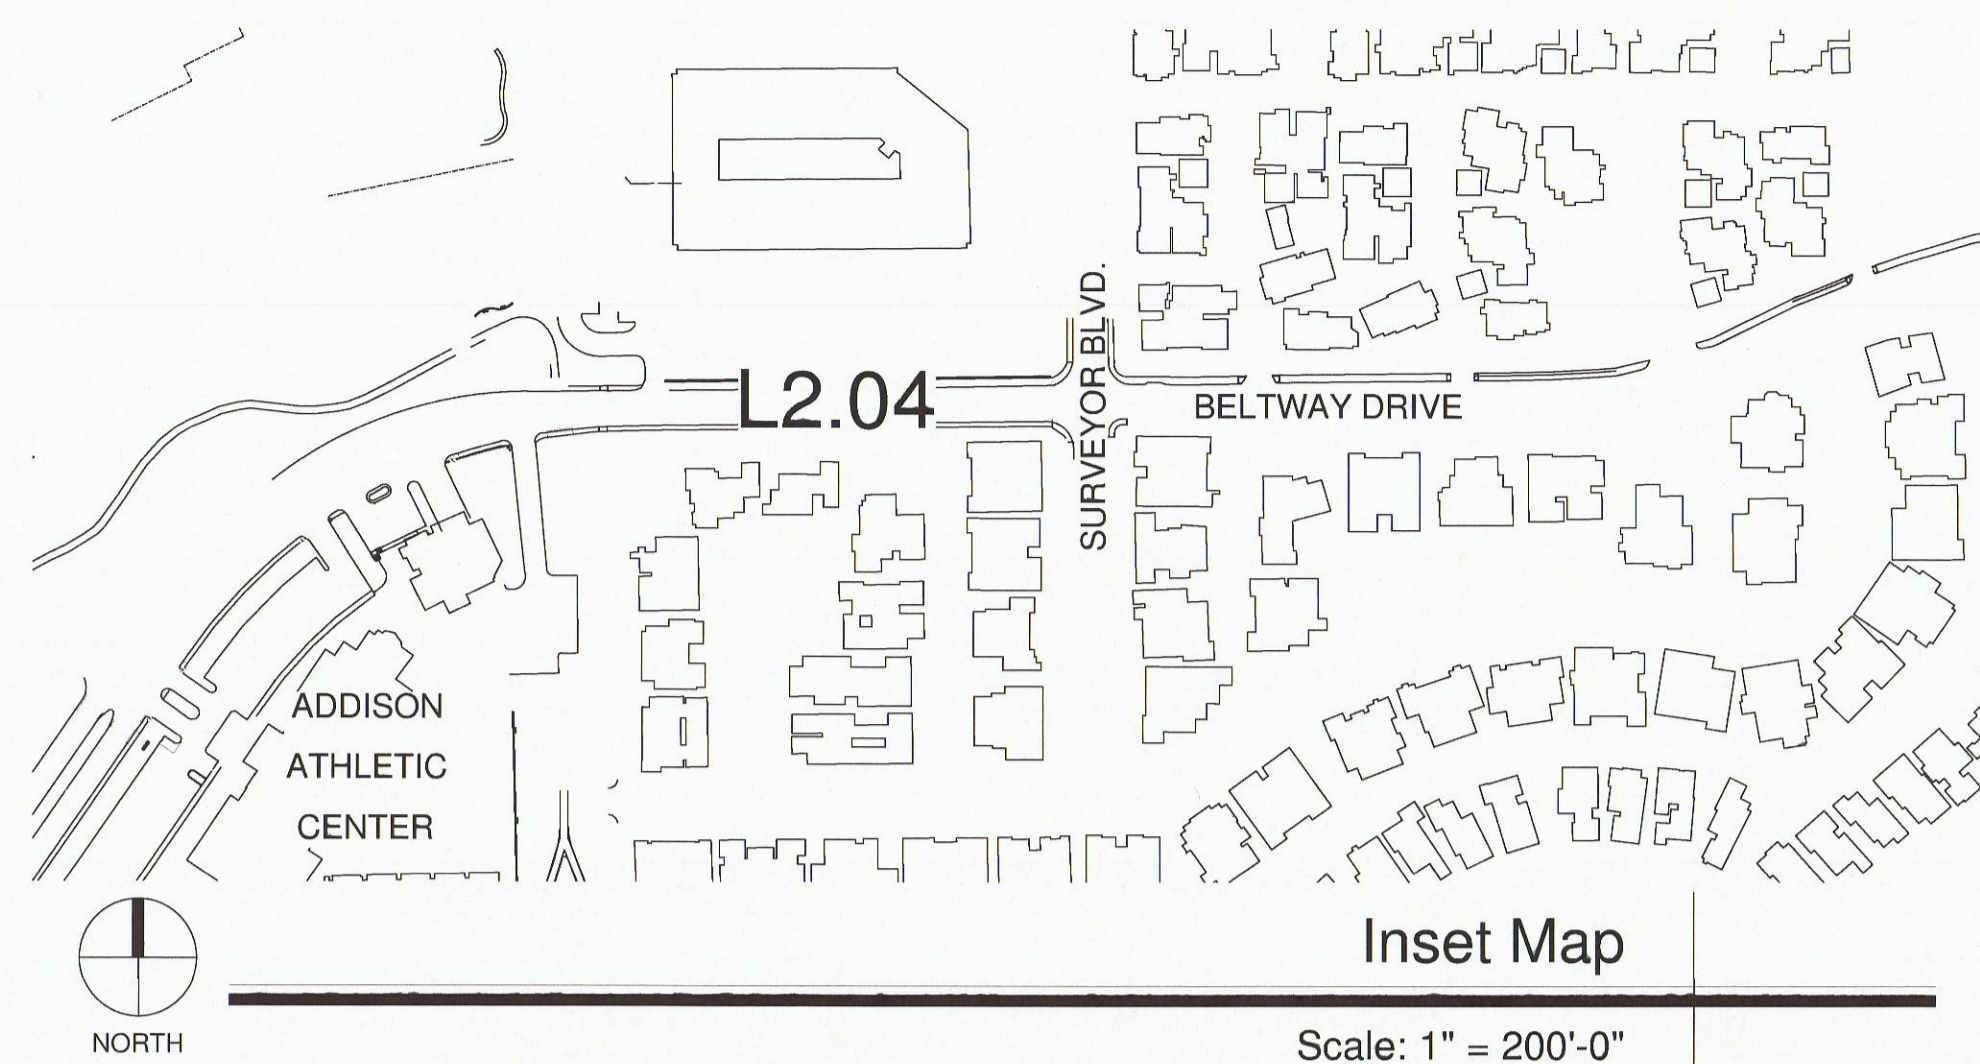 SURVEYOR BLVD.
L2.04
BELTWAY DRIVE
ADDISON
ATHLETIC
CENTER
Inset Map
NORTH
Scale: 1" = 200'-0"